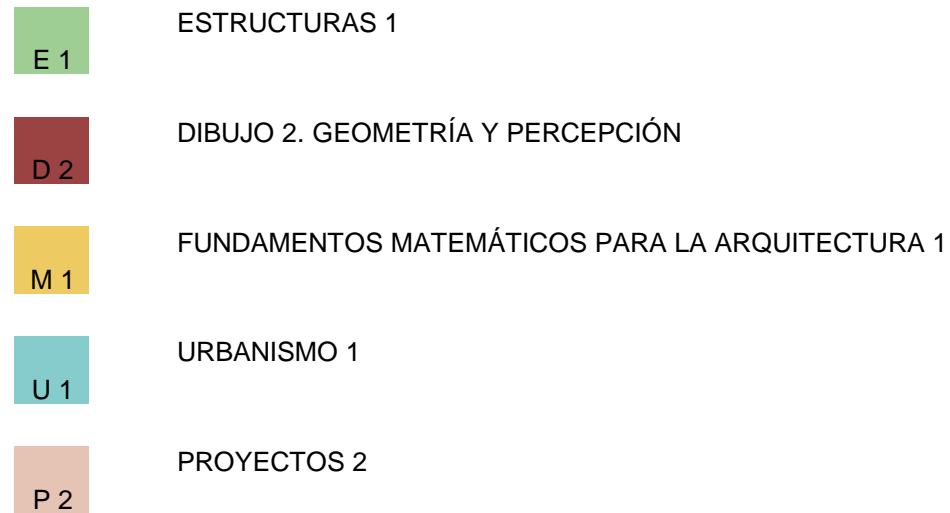 ESTRUCTURAS 1
E 1
DIBUJO 2. GEOMETRÍA Y PERCEPCIÓN
D 2
FUNDAMENTOS MATEMÁTICOS PARA LA ARQUITECTURA 1
M 1
URBANISMO 1
U 1
PROYECTOS 2
P 2